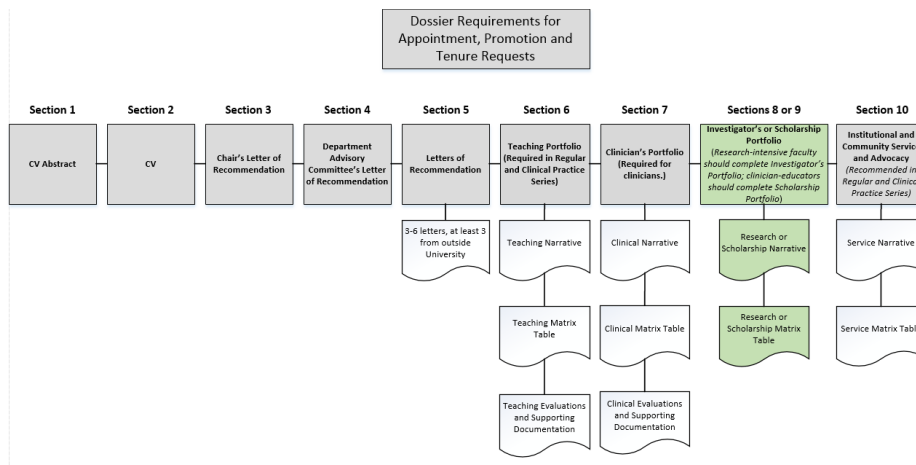 Dossier Requirements for
Appointment, Promotion and
Tenure Requests
Section 1
Section 2
Section 3
Section 4
Section 5
Section 6
Section 7
Sections 8 or 9
Section 10
CV Abstract
CV
Chair's Letter of
Recommendation
Department
Advisory
Committee's Letter
of Recommendation
Letters of
Recommendation
Teaching Portfolio
(Required in Regular
and Clinical Practice
Series)
Clinician's Portfolio
(Required for
clinicians.)
Investigator's or Scholarship
Portfolio
(Research-intensive faculty
should complete Investigator's
Portfolio; clinician-educators
should complete Scholarship
Portfolio)
Institutional and
Community Service
and Advocacy
(Recommended in
Regular and Clinical
Practice Series)
3-6 letters, at least 3
from outside
University
Teaching Narrative
Clinical Narrative
Research or
Scholarship Narrative
Service Narrative
Teaching Matrix
Table
Clinical Matrix Table
Research or
Scholarship Matrix
Table
Service Matrix Table
Teaching Evaluations
and Supporting
Documentation
Clinical Evaluations
and Supporting
Documentation